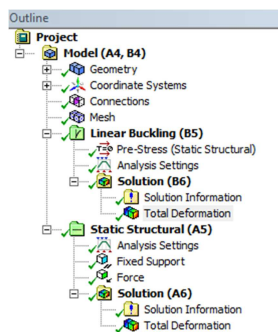 Outline
Project
Model (A4, B4)
Geometry
Coordinate Systems
Connections
Mesh
Linear Buckling (B5)
T=0 Pre-Stress (Static Structural)
Analysis Settings
Solution (B6)
Solution Information
Total Deformation
Static Structural (A5)
Analysis Settings
Fixed Support
Force
Solution (A6)
Solution Information
Total Deformation